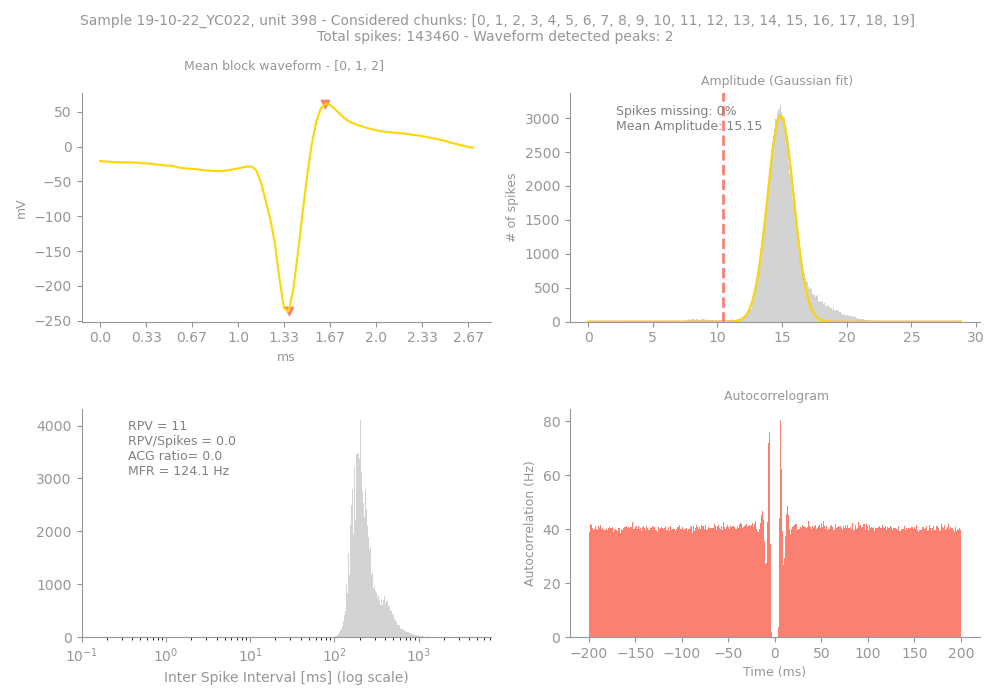 Sample 19-10-22_YC022, unit 398 - Considered chunks: [0, 1, 2, 3, 4, 5, 6, 7, 8, 9, 10, 11, 12, 13, 14, 15, 16, 17, 18, 19]
Total spikes: 143460 - Waveform detected peaks: 2
Mean block waveform - [0, 1, 2]
50
0
−50
−100
−150
−200
−250
mV
0.0 0.33 0.67 1.0 1.33 1.67 2.0 2.33 2.67
ms
Amplitude (Gaussian fit)
Spikes missing: 0%
Mean Amplitude: 15.15
3000
2500
2000
1500
1000
500
0
# of spikes
0 5 10 15 20 25 30
RPV = 11
RPV/Spikes = 0.0
ACG ratio= 0.0
MFR = 124.1 Hz
4000
3000
2000
1000
0
10⁻¹ 10⁰ 10¹ 10² 10³
Inter Spike Interval [ms] (log scale)
Autocorrelogram
80
60
40
20
0
Autocorrelation (Hz)
−200 −150 −100 −50 0 50 100 150 200
Time (ms)